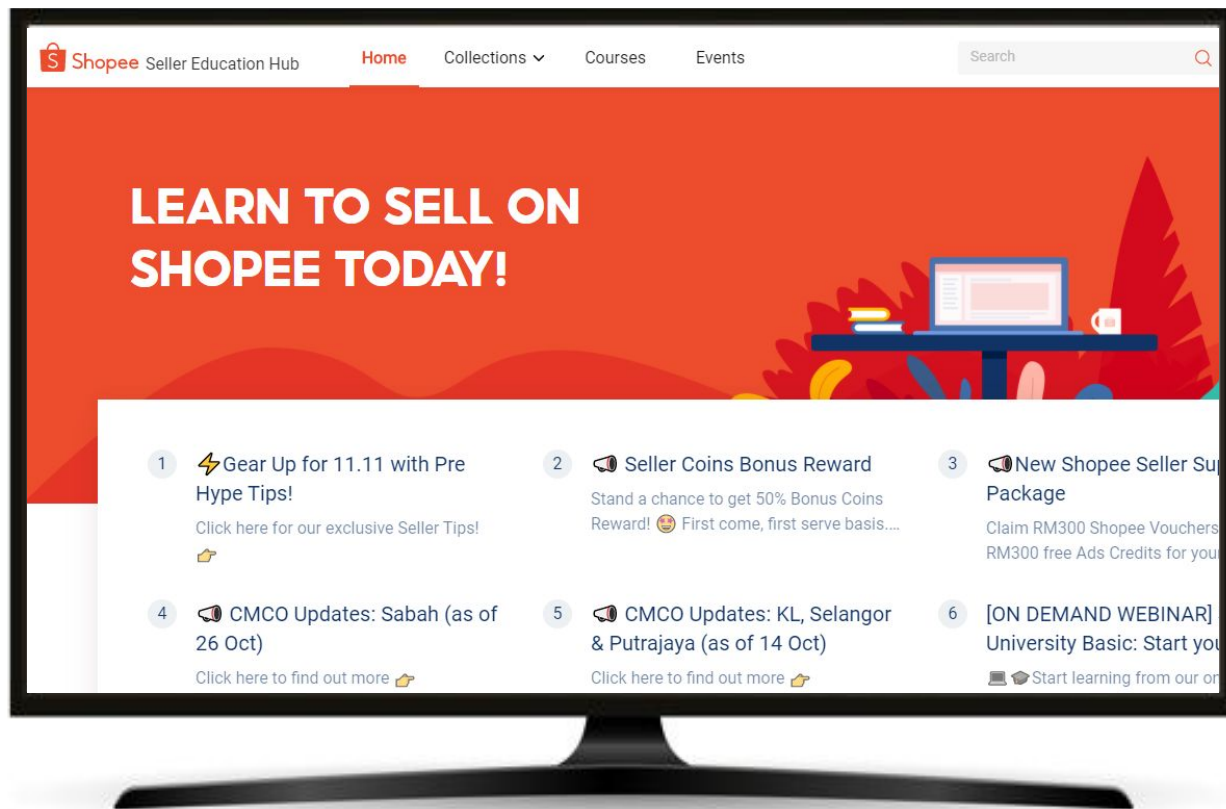 Shopee Seller Education Hub
Home
Collections
Courses
Events
Search
LEARN TO SELL ON
SHOPEE TODAY!
1
⚡Gear Up for 11.11 with Pre
Hype Tips!
Click here for our exclusive Seller Tips!
👉
2
📢 Seller Coins Bonus Reward
Stand a chance to get 50% Bonus Coins
Reward! 🤩 First come, first serve basis....
3
📢New Shopee Seller
Package
Claim RM300 Shopee Vouchers
RM300 free Ads Credits for
4
📢 CMCO Updates: Sabah (as of
26 Oct)
Click here to find out more 👉
5
📢 CMCO Updates: KL, Selangor
& Putrajaya (as of 14 Oct)
Click here to find out more 👉
6
[ON DEMAND WEBINAR]
University Basic: Start
💻 🎓Start learning from our